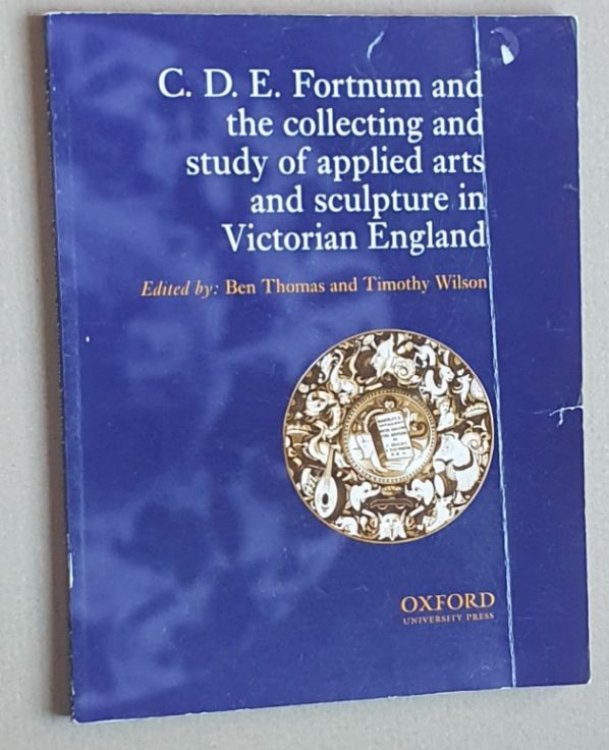 C. D. E. Fortnum and
the collecting and
study of applied arts
and sculpture in
Victorian England
Edited by: Ben Thomas and Timothy Wilson
OXFORD
UNIVERSITY PRESS